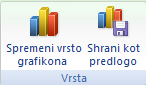 Spremeni vrsto Shrani kot
grafikona predlogo
Vrsta